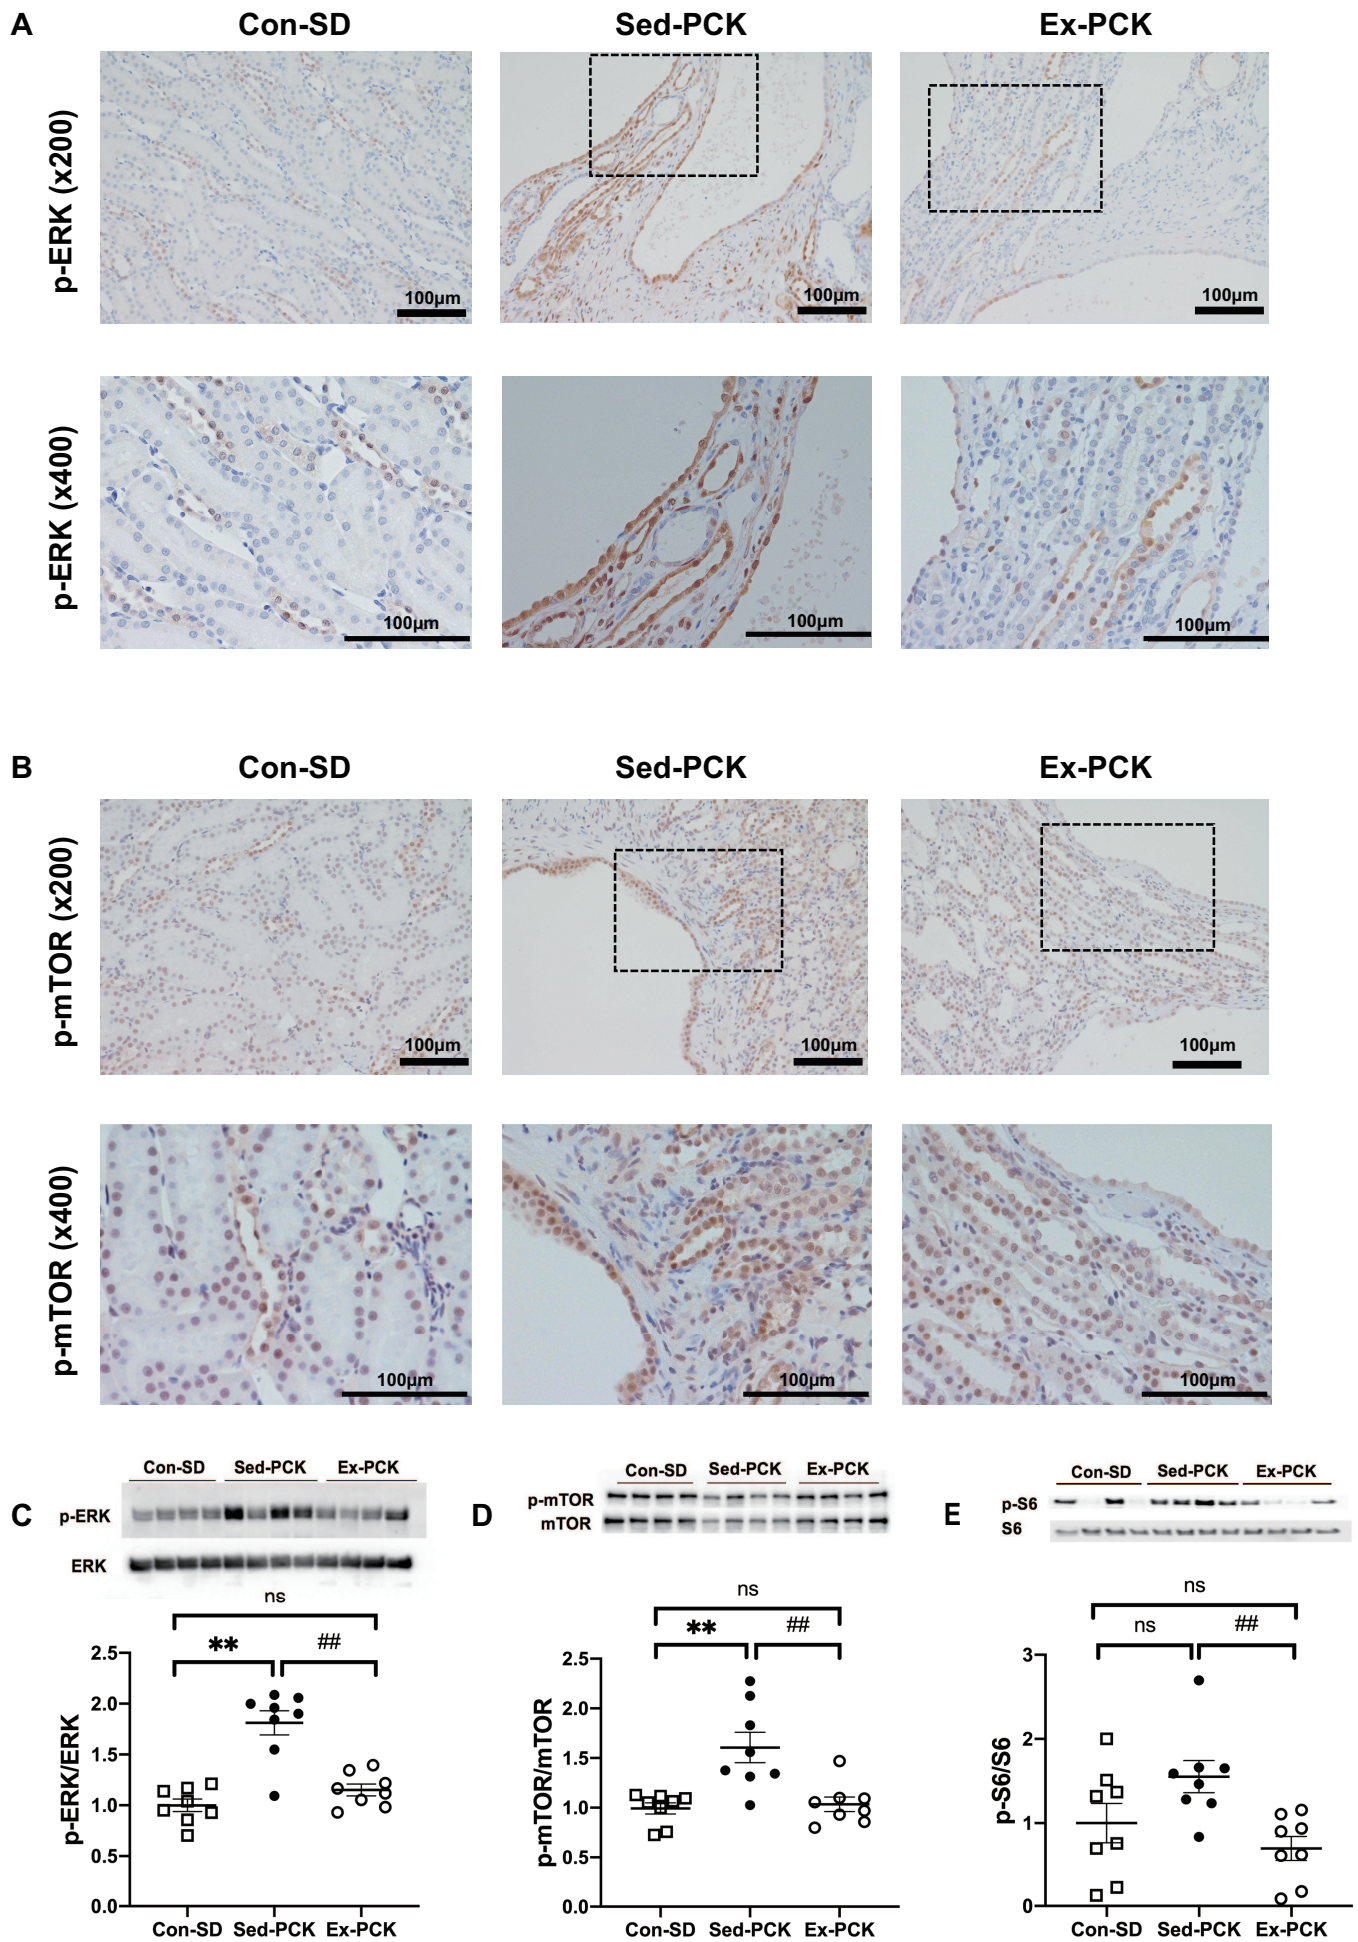 A
Con-SD Sed-PCK Ex-PCK
p-ERK (x200)
100μm 100μm 100μm
p-ERK (x400)
100μm 100μm 100μm
B
Con-SD Sed-PCK Ex-PCK
p-mTOR (x200)
100μm 100μm 100μm
p-mTOR (x400)
100μm 100μm 100μm
C
Con-SD Sed-PCK Ex-PCK
p-ERK
ERK
ns
** ##
p-ERK/ERK
2.5
2.0
1.5
1.0
0.5
0.0
Con-SD Sed-PCK Ex-PCK
D
Con-SD Sed-PCK Ex-PCK
p-mTOR
mTOR
ns
** ##
p-mTOR/mTOR
2.5
2.0
1.5
1.0
0.5
0.0
Con-SD Sed-PCK Ex-PCK
E
Con-SD Sed-PCK Ex-PCK
p-S6
S6
ns
ns ##
p-S6/S6
3
2
1
0
Con-SD Sed-PCK Ex-PCK